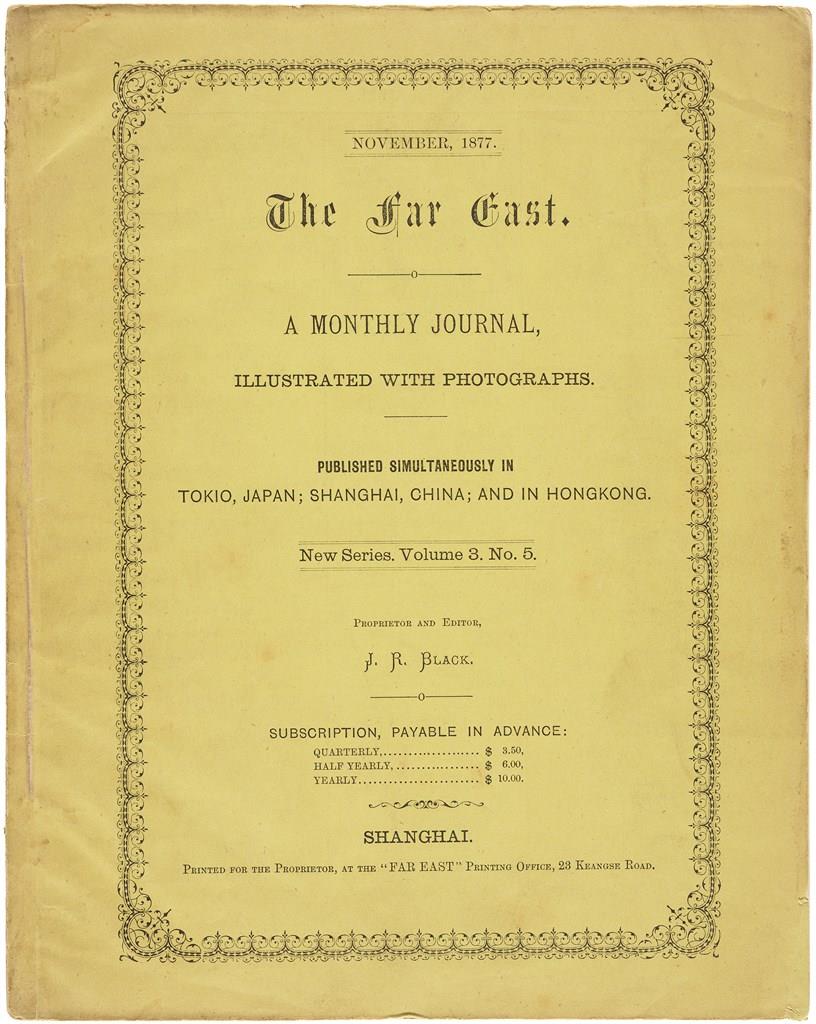 NOVEMBER, 1877.
The Far East.
A MONTHLY JOURNAL,
ILLUSTRATED WITH PHOTOGRAPHS.
PUBLISHED SIMULTANEOUSLY IN
TOKIO, JAPAN; SHANGHAI, CHINA; AND IN HONGKONG.
New Series. Volume 3. No. 5.
PROPRIETOR AND EDITOR,
J. R. BLACK.
SUBSCRIPTION, PAYABLE IN ADVANCE:
QUARTERLY,..................... $ 3.50,
HALF YEARLY, .................. $ 6.00,
YEARLY.......................... $ 10.00.
SHANGHAI.
PRINTED FOR THE PROPRIETOR, AT THE "FAR EAST" PRINTING OFFICE, 23 KEANGSE ROAD.